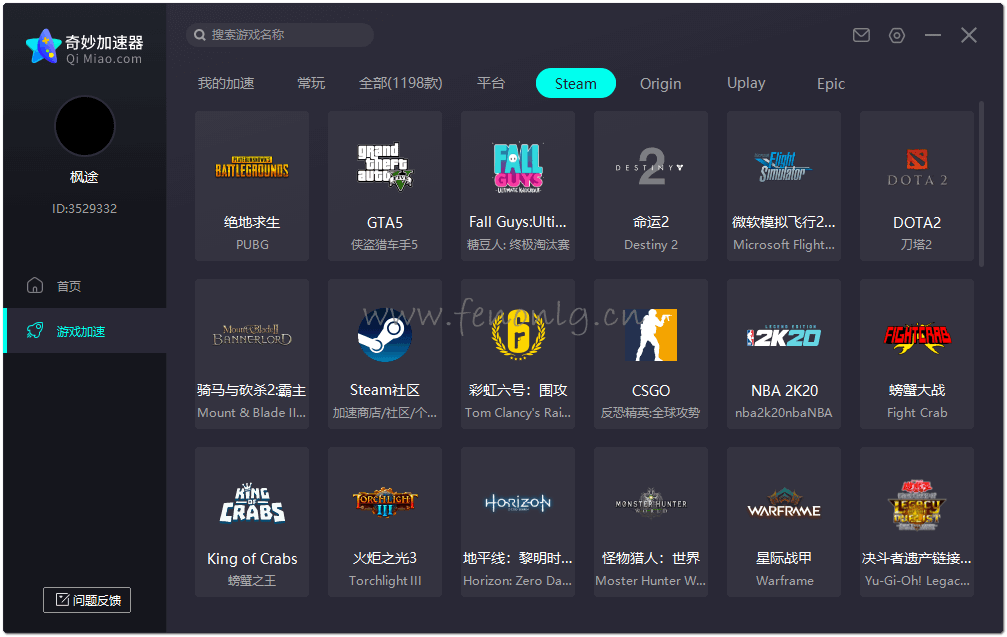 奇妙加速器
Qi Miao.com
搜索游戏名称
枫途
ID:3529332
首页
游戏加速
问题反馈
我的加速 常玩 全部(1198款) 平台 Steam Origin Uplay Epic
PLAYERUNKNOWN'S
BATTLEGROUNDS
绝地求生
PUBG
grand
theft
auto V
GTA5
侠盗猎车手5
FALL
GUYS
ULTIMATE KNOCKOUT
Fall Guys:Ulti...
糖豆人: 终极淘汰赛
DESTINY
2
命运2
Destiny 2
Flight
Simulator
微软模拟飞行2...
Microsoft Flight...
DOTA 2
DOTA2
刀塔2
MOUNT&BLADE II
BANNERLORD
骑马与砍杀2:霸主
Mount & Blade II...
Steam社区
加速商店/社区/个...
6
彩虹六号：围攻
Tom Clancy's Rai...
CSGO
反恐精英:全球攻势
LEGEND EDITION
NBA 2K20
NBA 2K20
nba2k20nbaNBA
FIGHT CRAB
螃蟹大战
Fight Crab
KING
OF
CRABS
King of Crabs
螃蟹之王
TORCHLIGHT
III
火炬之光3
Torchlight III
HORIZON
地平线：黎明时...
Horizon: Zero Da...
MONSTER HUNTER
WORLD
怪物猎人：世界
Moster Hunter W...
WARFRAME
星际战甲
Warframe
LEGACY
DUELIST
决斗者遗产链接...
Yu-Gi-Oh! Legac...